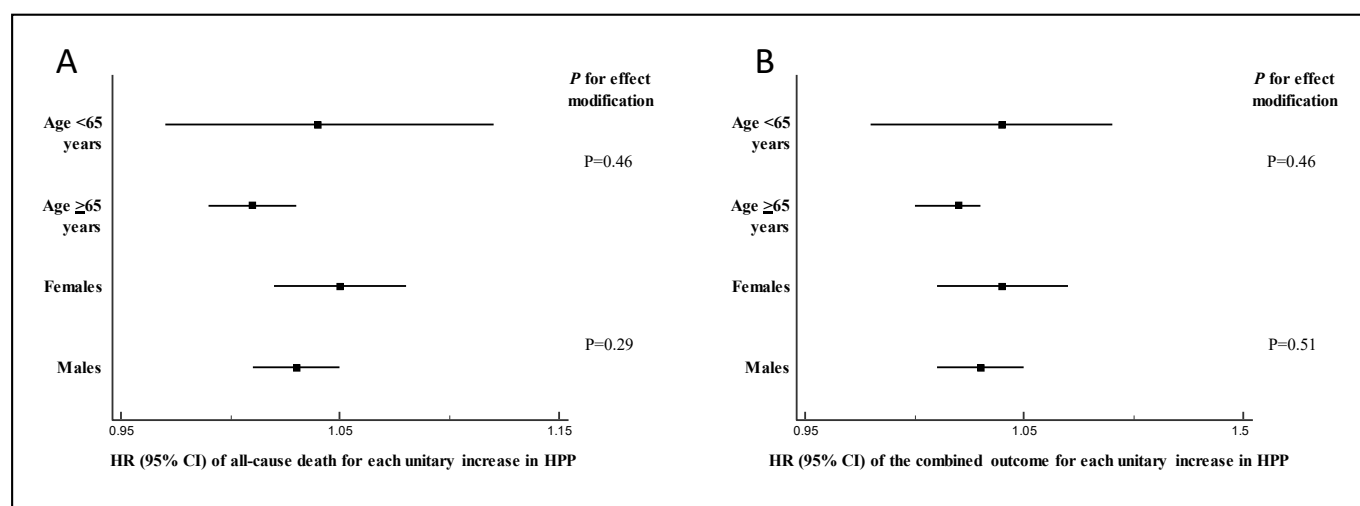 A
P for effect
modification
Age <65
years
P=0.46
Age ≥65
years
Females
P=0.29
Males
0.95
1.05
1.15
HR (95% CI) of all-cause death for each unitary increase in HPP
B
P for effect
modification
Age <65
years
P=0.46
Age ≥65
years
Females
P=0.51
Males
0.95
1.05
1.5
HR (95% CI) of the combined outcome for each unitary increase in HPP